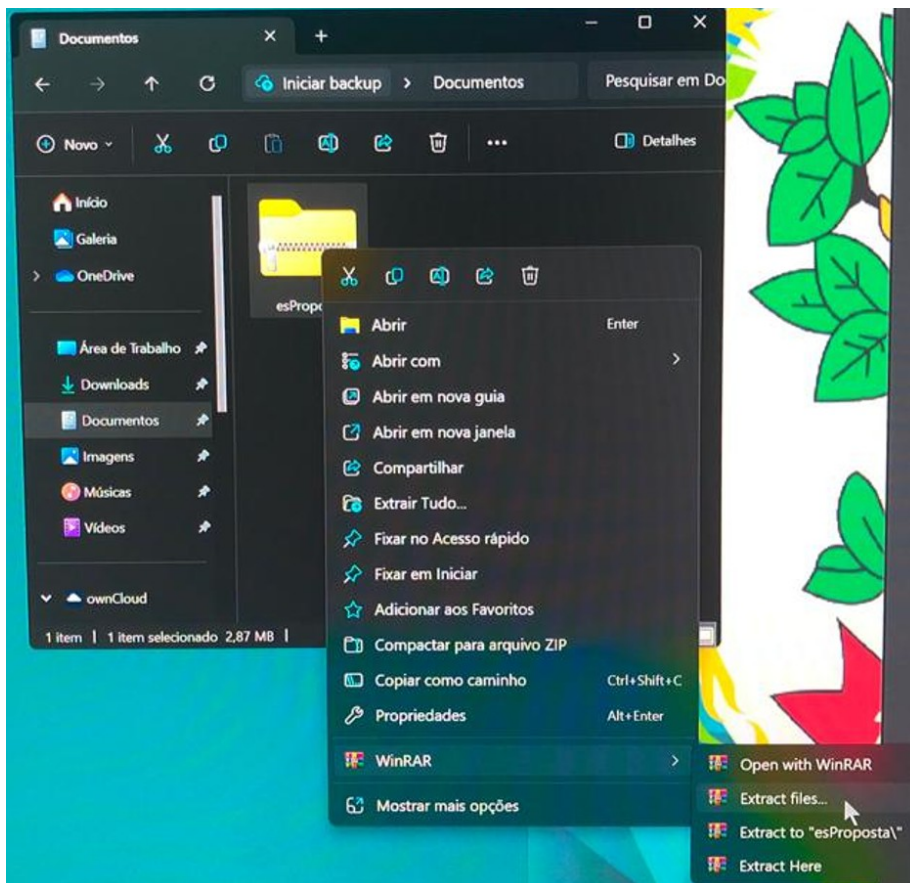 Documentos
Iniciar backup > Documentos
Pesquisar em Do
Novo
Detalhes
Início
Galeria
OneDrive
Área de Trabalho
Downloads
Documentos
Imagens
Músicas
Vídeos
ownCloud
1 item | 1 item selecionado 2,87 MB |
esPropo
Abrir Enter
Abrir com
Abrir em nova guia
Abrir em nova janela
Compartilhar
Extrair Tudo...
Fixar no Acesso rápido
Fixar em Iniciar
Adicionar aos Favoritos
Compactar para arquivo ZIP
Copiar como caminho Ctrl+Shift+C
Propriedades Alt+Enter
WinRAR
Mostrar mais opções
Open with WinRAR
Extract files...
Extract to "esProposta\"
Extract Here